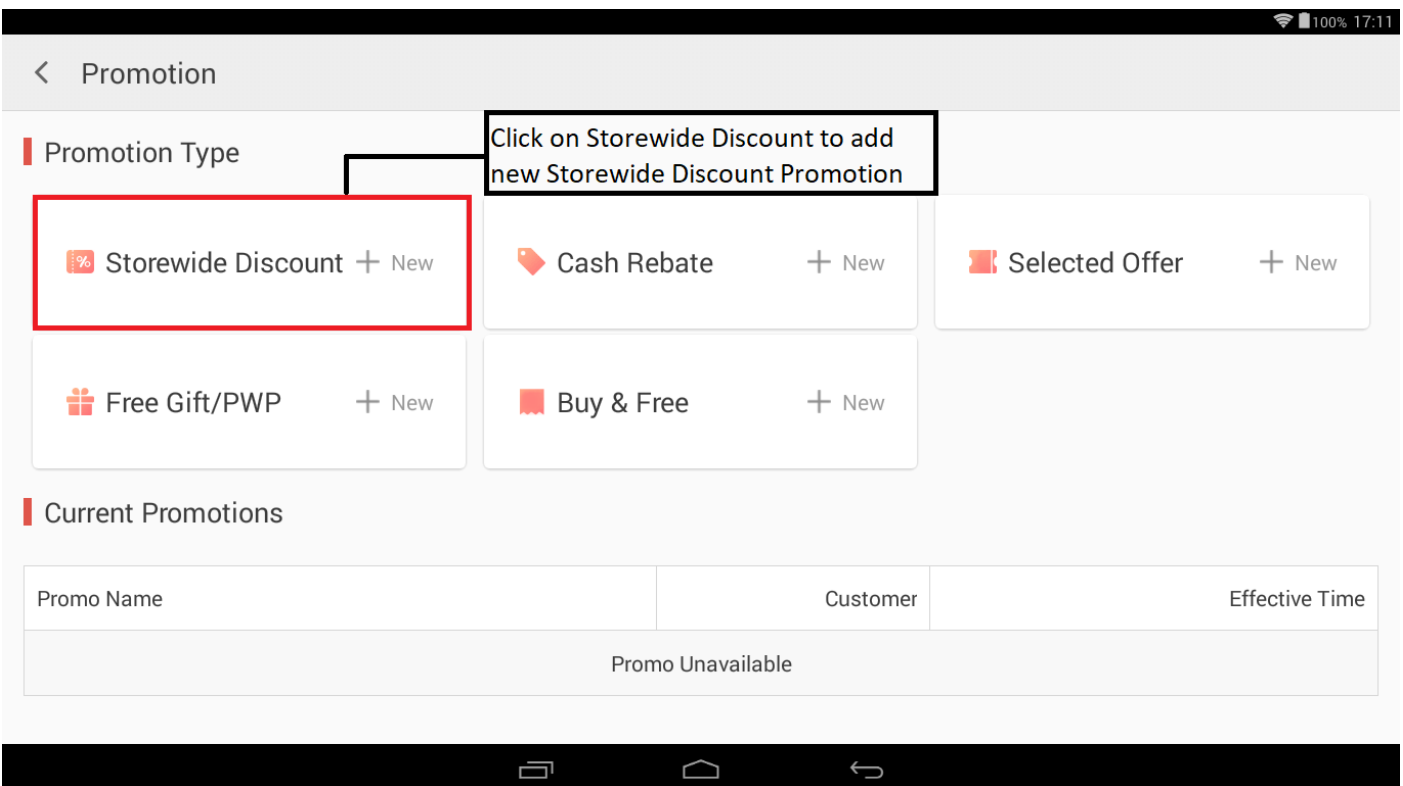 100% 17:11
Promotion
Promotion Type
Click on Storewide Discount to add
new Storewide Discount Promotion
Storewide Discount + New
Cash Rebate + New
Selected Offer + New
Free Gift/PWP + New
Buy & Free + New
Current Promotions
Promo Name Customer Effective Time
Promo Unavailable